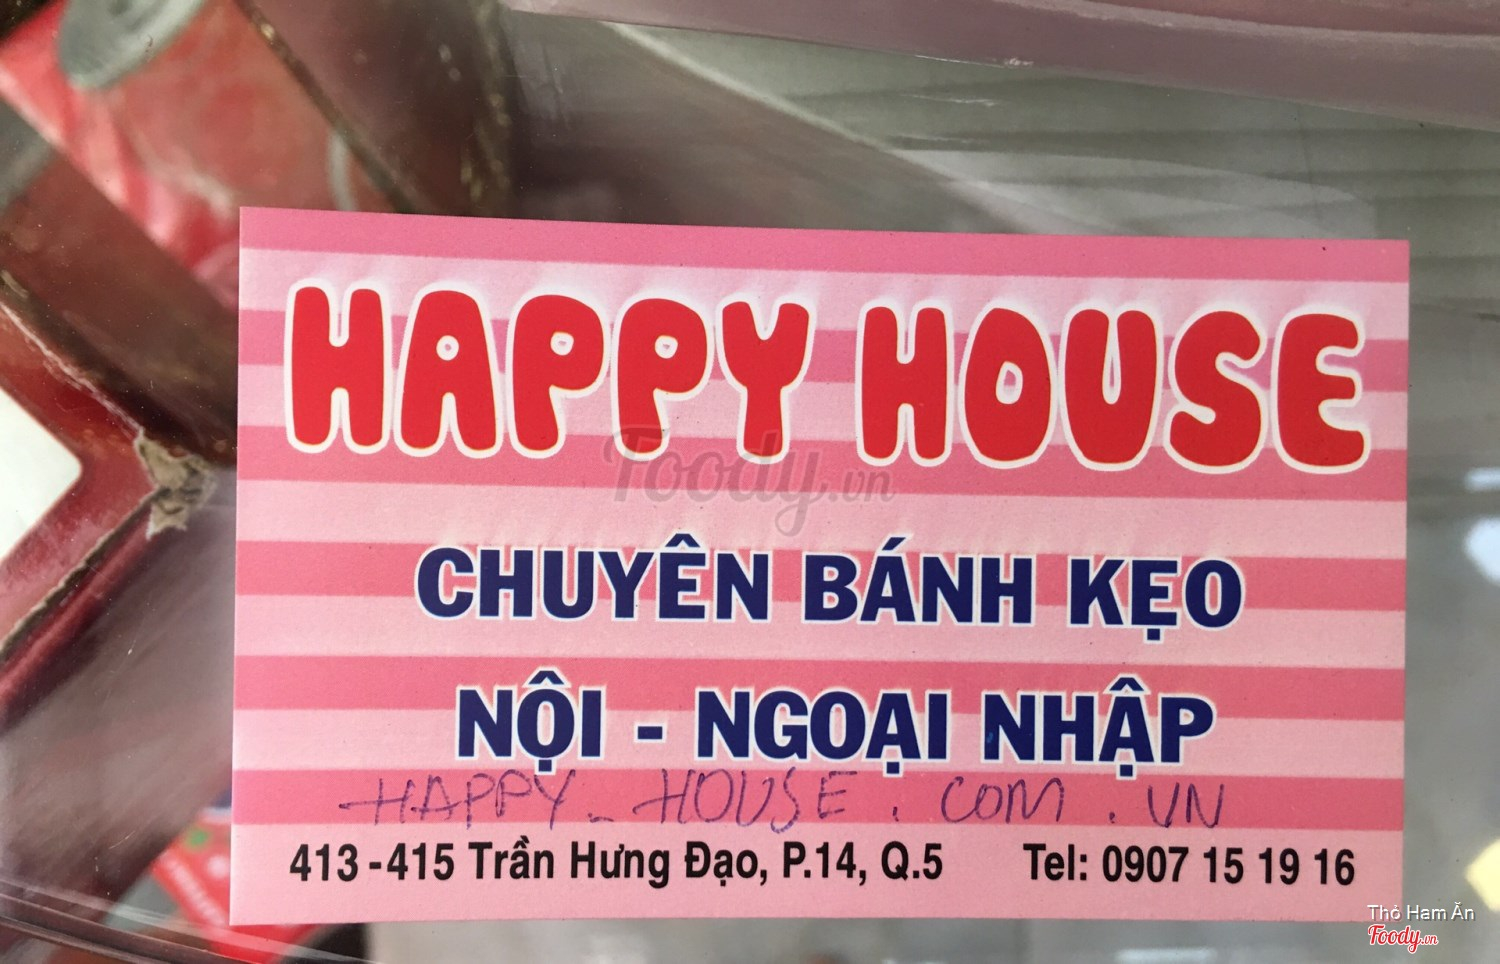 HAPPY HOUSE
Foody.vn
CHUYÊN BÁNH KẸO
NỘI - NGOẠI NHẬP
HAPPY_HOUSE.COM.VN
413-415 Trần Hưng Đạo, P.14, Q.5 Tel: 0907 15 19 16
Thỏ Ham Ăn
Foody.vn